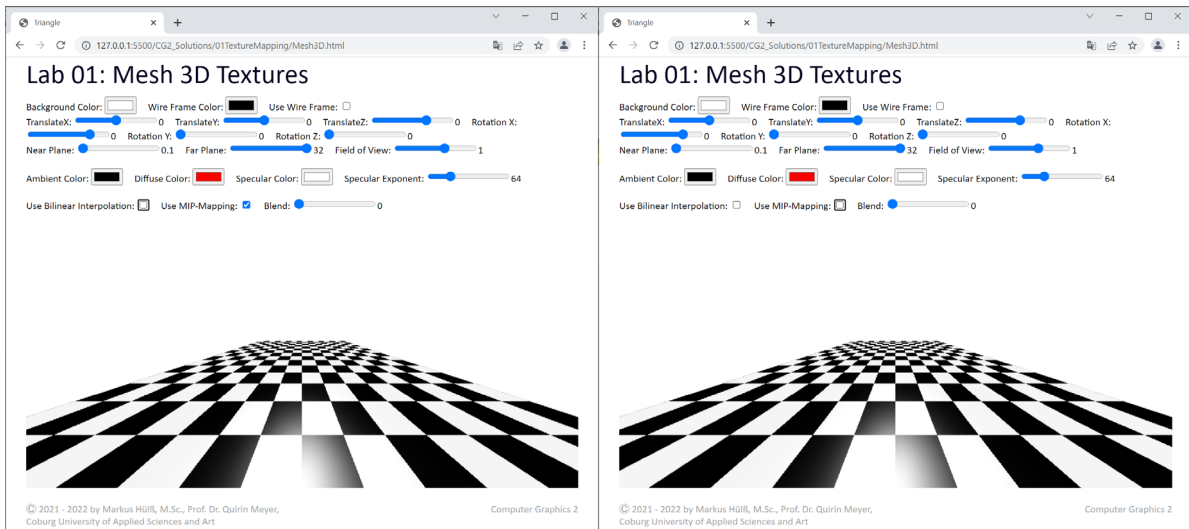 Triangle
127.0.0.1:5500/CG2_Solutions/01TextureMapping/Mesh3D.html
Lab 01: Mesh 3D Textures
Background Color: Wire Frame Color: Use Wire Frame:
TranslateX: 0 TranslateY: 0 TranslateZ: 0 Rotation X:
0 Rotation Y: 0 Rotation Z: 0
Near Plane: 0.1 Far Plane: 32 Field of View: 1
Ambient Color: Diffuse Color: Specular Color: Specular Exponent: 64
Use Bilinear Interpolation: Use MIP-Mapping: Blend: 0
© 2021 - 2022 by Markus Hülß, M.Sc., Prof. Dr. Quirin Meyer,
Coburg University of Applied Sciences and Art
Computer Graphics 2
Triangle
127.0.0.1:5500/CG2_Solutions/01TextureMapping/Mesh3D.html
Lab 01: Mesh 3D Textures
Background Color: Wire Frame Color: Use Wire Frame:
TranslateX: 0 TranslateY: 0 TranslateZ: 0 Rotation X:
0 Rotation Y: 0 Rotation Z: 0
Near Plane: 0.1 Far Plane: 32 Field of View: 1
Ambient Color: Diffuse Color: Specular Color: Specular Exponent: 64
Use Bilinear Interpolation: Use MIP-Mapping: Blend: 0
© 2021 - 2022 by Markus Hülß, M.Sc., Prof. Dr. Quirin Meyer,
Coburg University of Applied Sciences and Art
Computer Graphics 2